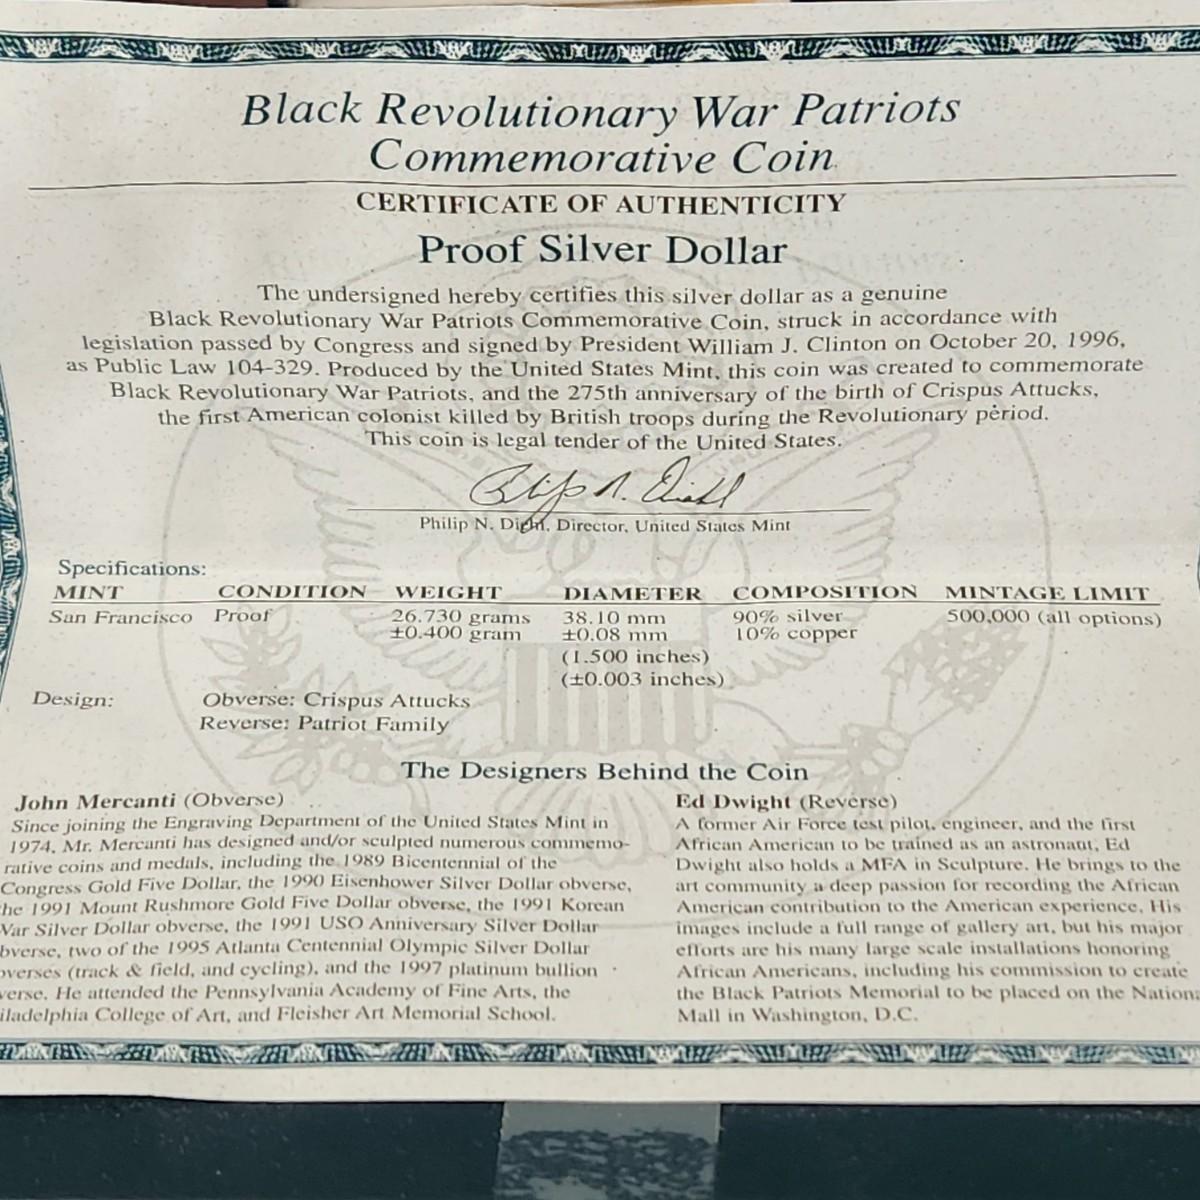 Black Revolutionary War Patriots
Commemorative Coin
CERTIFICATE OF AUTHENTICITY
Proof Silver Dollar
The undersigned hereby certifies this silver dollar as a genuine
Black Revolutionary War Patriots Commemorative Coin, struck in accordance with
legislation passed by Congress and signed by President William J. Clinton on October 20, 1996,
as Public Law 104-329. Produced by the United States Mint, this coin was created to commemorate
Black Revolutionary War Patriots, and the 275th anniversary of the birth of Crispus Attucks,
the first American colonist killed by British troops during the Revolutionary period.
This coin is legal tender of the United States.
Philip N. Diehl
Philip N. Diehl, Director, United States Mint
Specifications:
MINT CONDITION WEIGHT DIAMETER COMPOSITION MINTAGE LIMIT
San Francisco Proof 26.730 grams 38.10 mm 90% silver 500,000 (all options)
±0.400 gram ±0.08 mm 10% copper
(1.500 inches)
(±0.003 inches)
Design: Obverse: Crispus Attucks
Reverse: Patriot Family
The Designers Behind the Coin
John Mercanti (Obverse)
Since joining the Engraving Department of the United States Mint in
1974, Mr. Mercanti has designed and/or sculpted numerous commemo-
rative coins and medals, including the 1989 Bicentennial of the
Congress Gold Five Dollar, the 1990 Eisenhower Silver Dollar obverse,
he 1991 Mount Rushmore Gold Five Dollar obverse, the 1991 Korean
War Silver Dollar obverse, the 1991 USO Anniversary Silver Dollar
bverse, two of the 1995 Atlanta Centennial Olympic Silver Dollar
verses (track & field, and cycling), and the 1997 platinum bullion
verse. He attended the Pennsylvania Academy of Fine Arts, the
iladelphia College of Art, and Fleisher Art Memorial School.
Ed Dwight (Reverse)
A former Air Force test pilot, engineer, and the first
African American to be trained as an astronaut, Ed
Dwight also holds a MFA in Sculpture. He brings to the
art community a deep passion for recording the African
American contribution to the American experience. His
images include a full range of gallery art, but his major
efforts are his many large scale installations honoring
African Americans, including his commission to create
the Black Patriots Memorial to be placed on the Nationa
Mall in Washington, D.C.